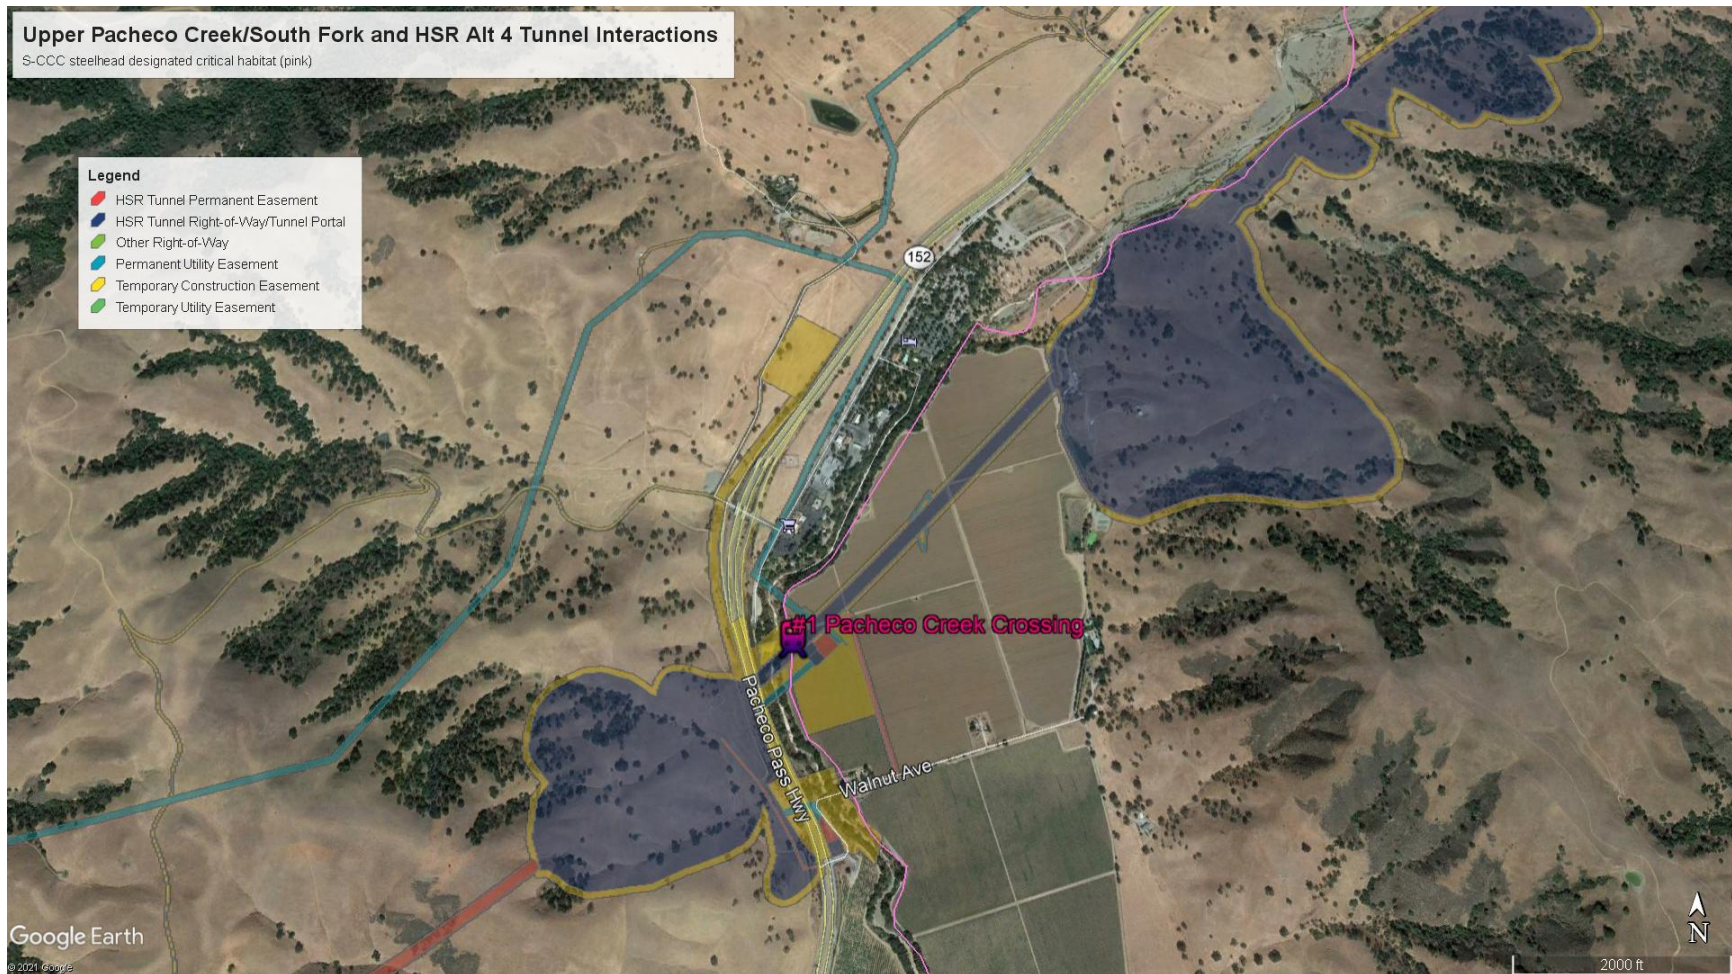 Upper Pacheco Creek/South Fork and HSR Alt 4 Tunnel Interactions
S-CCC steelhead designated critical habitat (pink)
Legend
HSR Tunnel Permanent Easement
HSR Tunnel Right-of-Way/Tunnel Portal
Other Right-of-Way
Permanent Utility Easement
Temporary Construction Easement
Temporary Utility Easement
152
#1 Pacheco Creek Crossing
Pacheco Pass Hwy
Walnut Ave
Google Earth
© 2021 Google
N
2000 ft